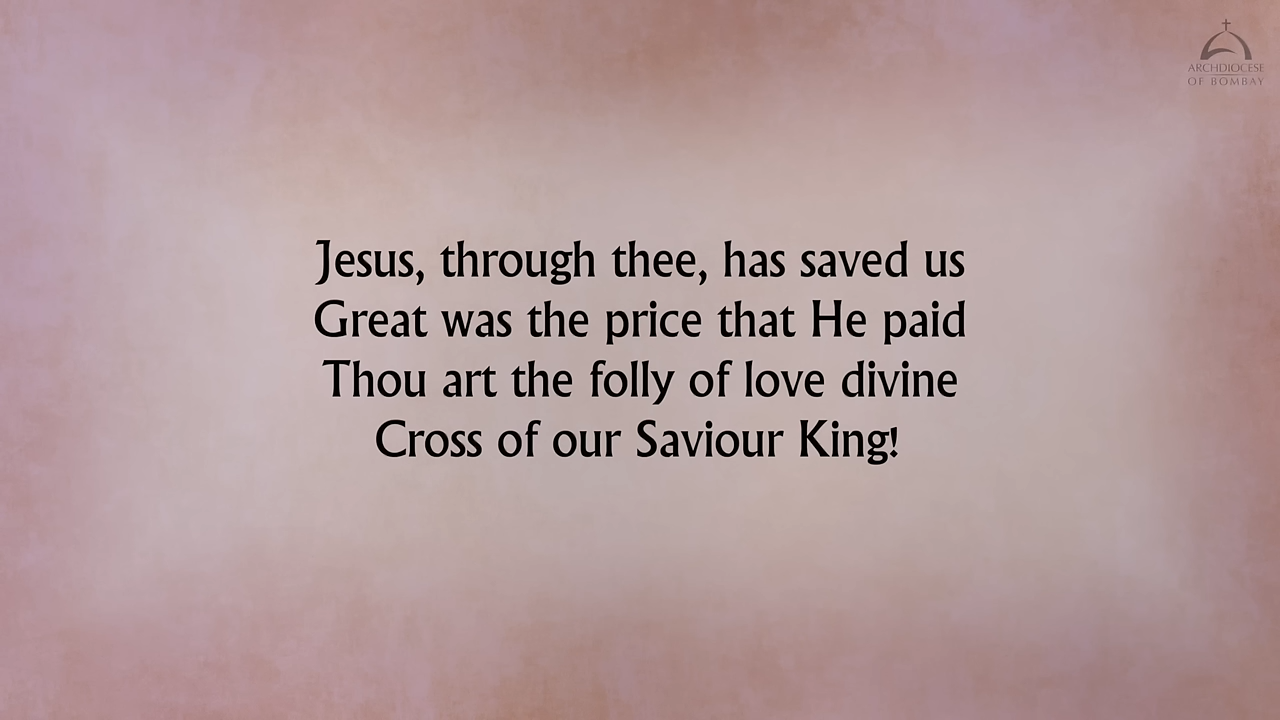 ARCHDIOCESE
OF BOMBAY
Jesus, through thee, has saved us
Great was the price that He paid
Thou art the folly of love divine
Cross of our Saviour King!